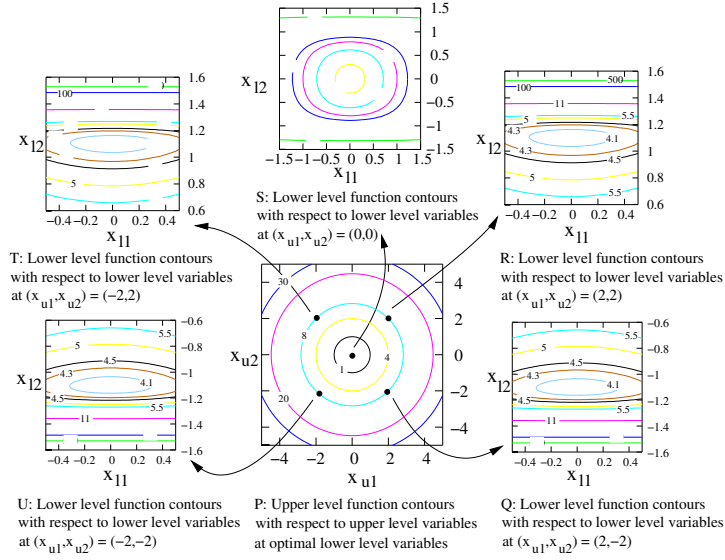 1.5
1
0.5
0
−0.5
−1
−1.5
x l2
−1.5 −1 −0.5 0 0.5 1 1.5
x l1
S: Lower level function contours
with respect to lower level variables
at (x u1 ,x u2 ) = (0,0)
1.6
1.4
1.2
1
0.8
0.6
100
5
x l2
−0.4 −0.2 0 0.2 0.4
x l1
T: Lower level function contours
with respect to lower level variables
at (x u1 ,x u2 ) = (−2,2)
1.6
1.4
1.2
1
0.8
0.6
500
100
11
5
5.5
4.3
4.1
4.5
5
5.5
x l2
−0.4 −0.2 0 0.2 0.4
x l1
R: Lower level function contours
with respect to lower level variables
at (x u1 ,x u2 ) = (2,2)
30
8
4
1
20
4
2
0
−2
−4
x u2
−4 −2 0 2 4
x u1
P: Upper level function contours
with respect to upper level variables
at optimal lower level variables
−0.6
−0.8
−1
−1.2
−1.4
−1.6
5.5
5
4.5
4.3
4.1
4.5
5.5
11
x l2
−0.4 −0.2 0 0.2 0.4
x l1
U: Lower level function contours
with respect to lower level variables
at (x u1 ,x u2 ) = (−2,−2)
−0.6
−0.8
−1
−1.2
−1.4
−1.6
5.5
5
4.5
4.3
4.1
4.5
5.5
11
x l2
−0.4 −0.2 0 0.2 0.4
x l1
Q: Lower level function contours
with respect to lower level variables
at (x u1 ,x u2 ) = (2,−2)